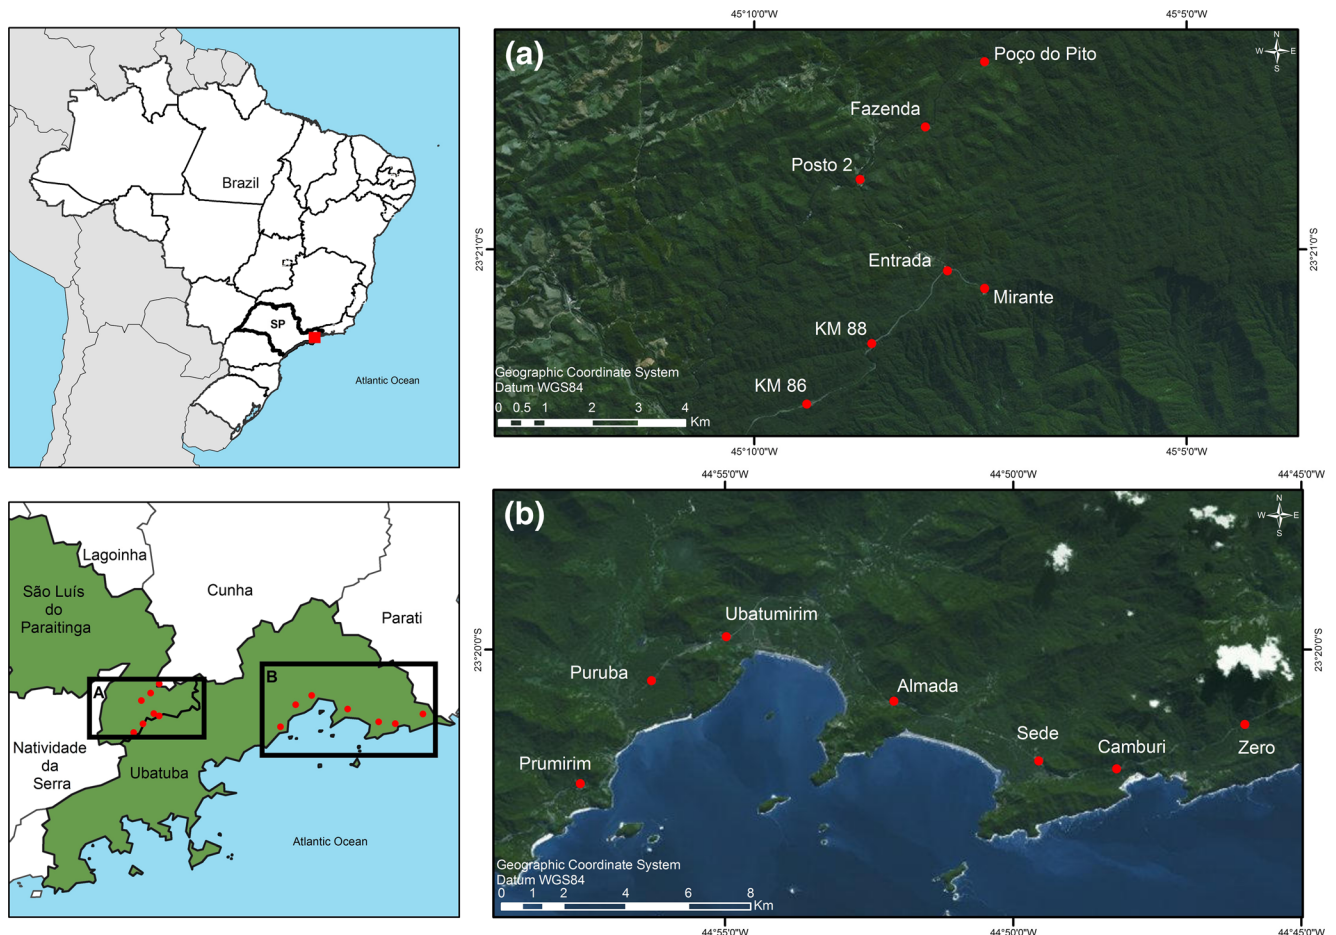 Brazil
SP
Atlantic Ocean
45°10'0"W
45°5'0"W
(a)
N
W
E
S
Poço do Pito
Fazenda
Posto 2
23°21'0"S
23°21'0"S
Entrada
Mirante
KM 88
KM 86
Geographic Coordinate System
Datum WGS84
0 0.5 1 2 3 4
Km
45°10'0"W
45°5'0"W
Lagoinha
São Luís
do
Paraitinga
Cunha
Parati
A
B
Natividade
da
Serra
Ubatuba
Atlantic Ocean
44°55'0"W
44°50'0"W
44°45'0"W
(b)
N
W
E
S
Ubatumirim
23°20'0"S
23°20'0"S
Puruba
Almada
Sede
Camburi
Zero
Prumirim
Geographic Coordinate System
Datum WGS84
0 1 2 4 6 8
Km
44°55'0"W
44°50'0"W
44°45'0"W